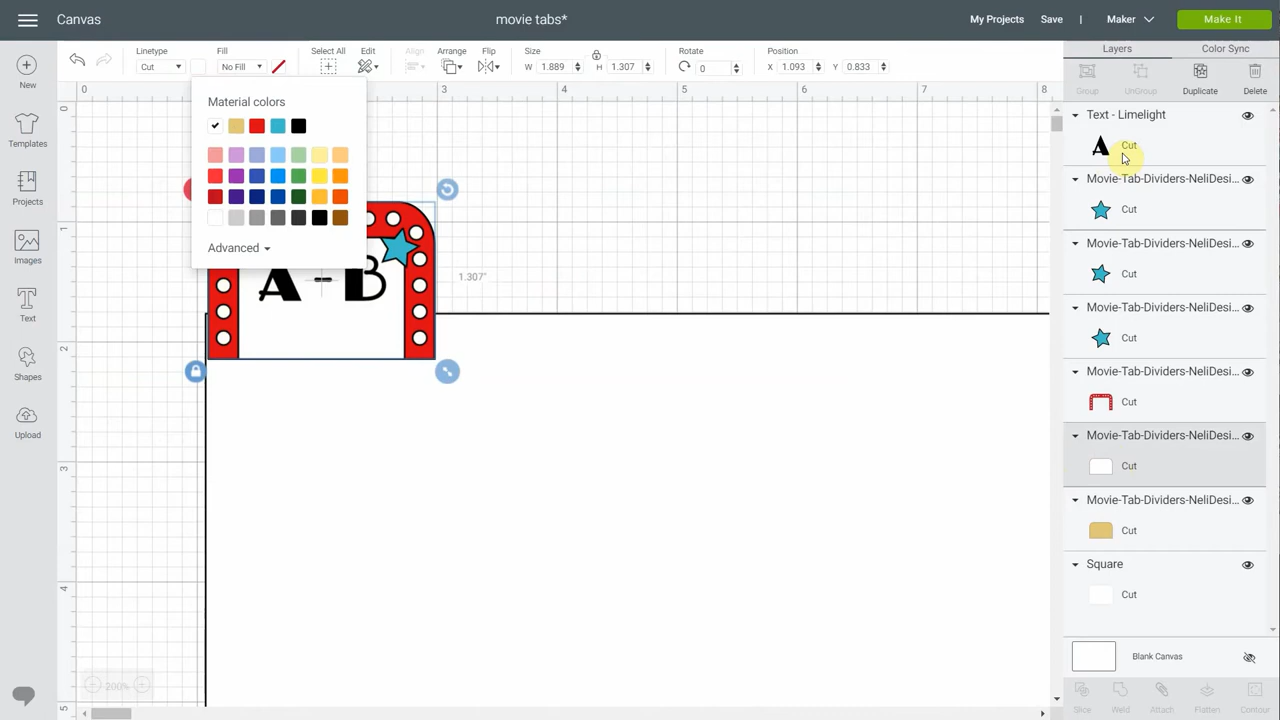 Canvas
movie tabs*
My Projects Save | Maker Make It
New
Templates
Projects
Images
Text
Shapes
Upload
Linetype
Cut
Fill
No Fill
Select All
Edit
Align
Arrange
Flip
Size
W 1.889 H 1.307
Rotate
0
Position
X 1.093 Y 0.833
Layers Color Sync
Group UnGroup Duplicate Delete
0 3 4 5 6 7 8
0
1
2
3
4
5
Material colors
Advanced
A - B
1.307"
200%
Text - Limelight
Cut
Movie-Tab-Dividers-NeliDesi...
Cut
Movie-Tab-Dividers-NeliDesi...
Cut
Movie-Tab-Dividers-NeliDesi...
Cut
Movie-Tab-Dividers-NeliDesi...
Cut
Movie-Tab-Dividers-NeliDesi...
Cut
Movie-Tab-Dividers-NeliDesi...
Cut
Square
Cut
Blank Canvas
Slice Weld Attach Flatten Contour